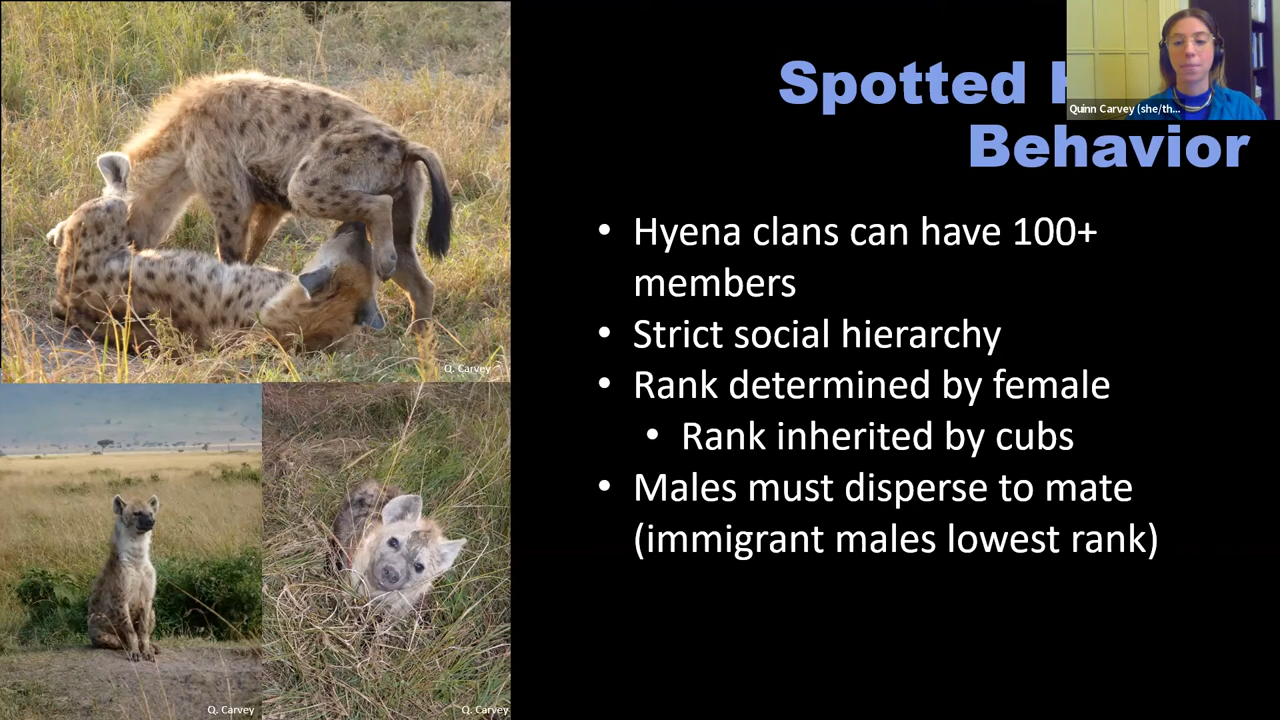 Spotted H
Behavior
Quinn Carvey (she/th...
• Hyena clans can have 100+
members
• Strict social hierarchy
• Rank determined by female
• Rank inherited by cubs
• Males must disperse to mate
(immigrant males lowest rank)
Q. Carvey
Q. Carvey
Q. Carvey